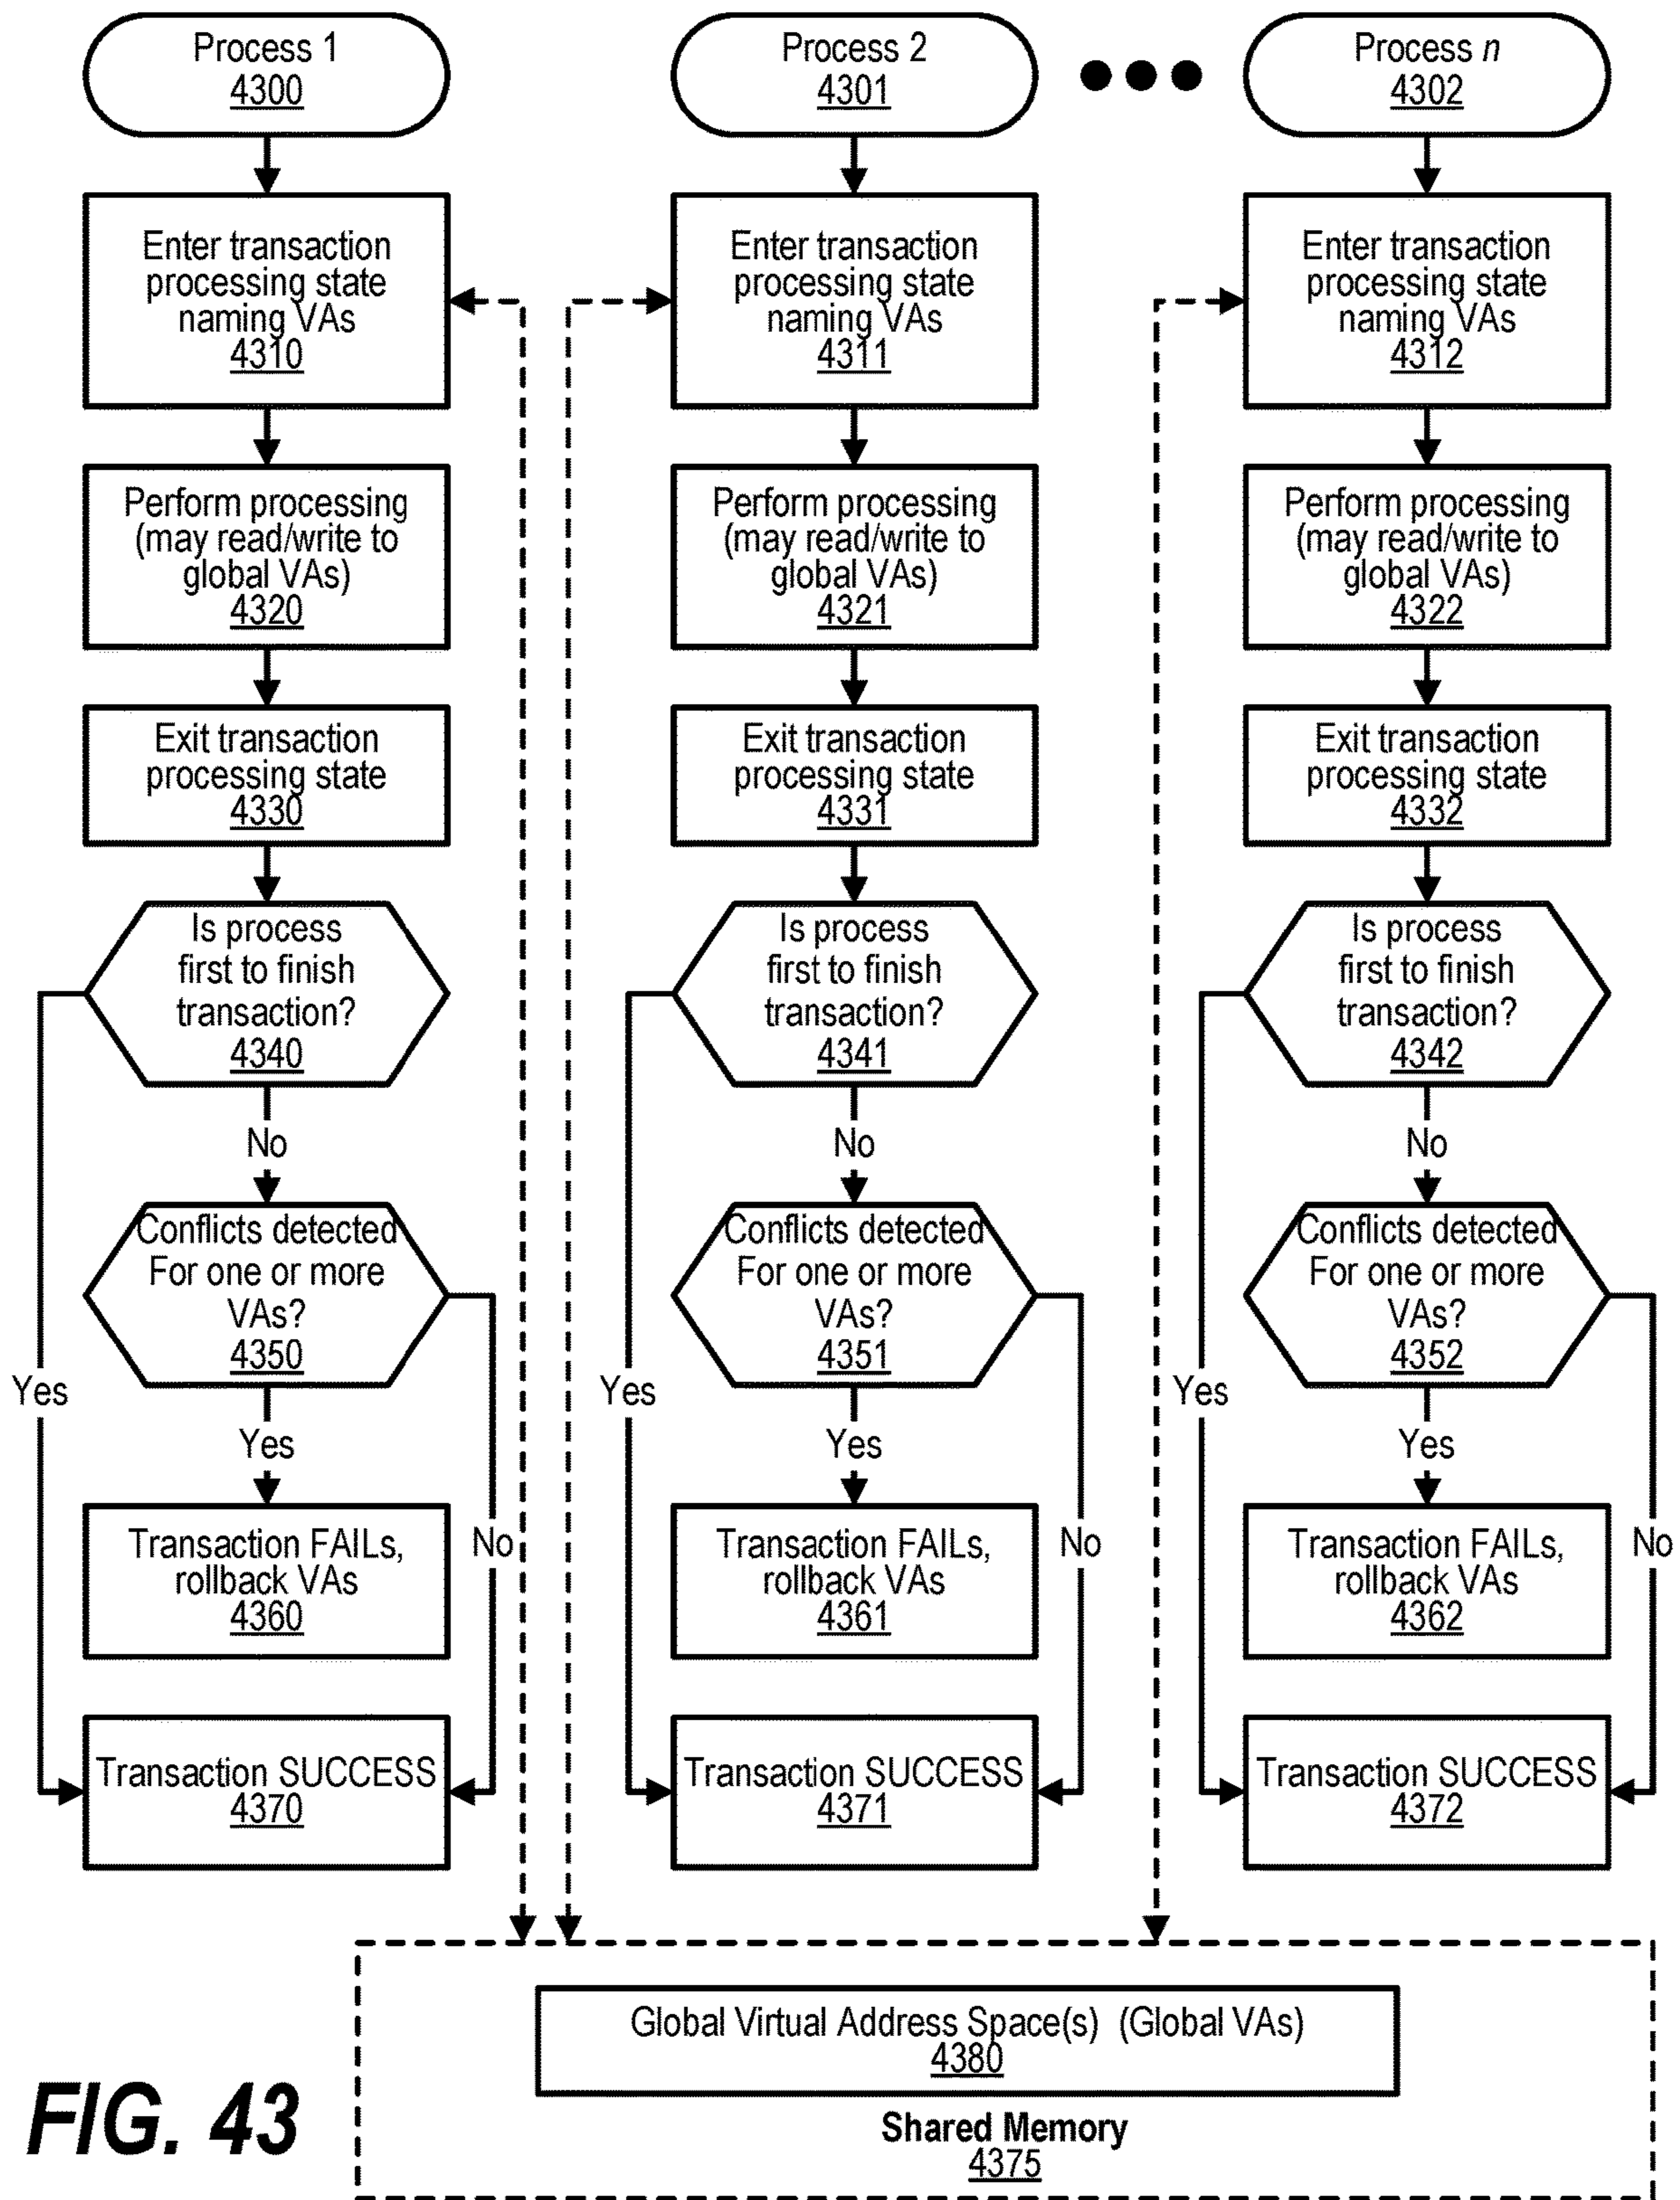 Process 1
4300
Process 2
4301
Process n
4302
Enter transaction
processing state
naming VAs
4310
Enter transaction
processing state
naming VAs
4311
Enter transaction
processing state
naming VAs
4312
Perform processing
(may read/write to
global VAs)
4320
Perform processing
(may read/write to
global VAs)
4321
Perform processing
(may read/write to
global VAs)
4322
Exit transaction
processing state
4330
Exit transaction
processing state
4331
Exit transaction
processing state
4332
Is process
first to finish
transaction?
4340
Is process
first to finish
transaction?
4341
Is process
first to finish
transaction?
4342
No
No
No
Conflicts detected
For one or more
VAs?
4350
Conflicts detected
For one or more
VAs?
4351
Conflicts detected
For one or more
VAs?
4352
Yes
Yes
Yes
Yes
Yes
Yes
Transaction FAILs,
rollback VAs
4360
No
Transaction FAILs,
rollback VAs
4361
No
Transaction FAILs,
rollback VAs
4362
No
Transaction SUCCESS
4370
Transaction SUCCESS
4371
Transaction SUCCESS
4372
Global Virtual Address Space(s) (Global VAs)
4380
Shared Memory
4375
FIG. 43